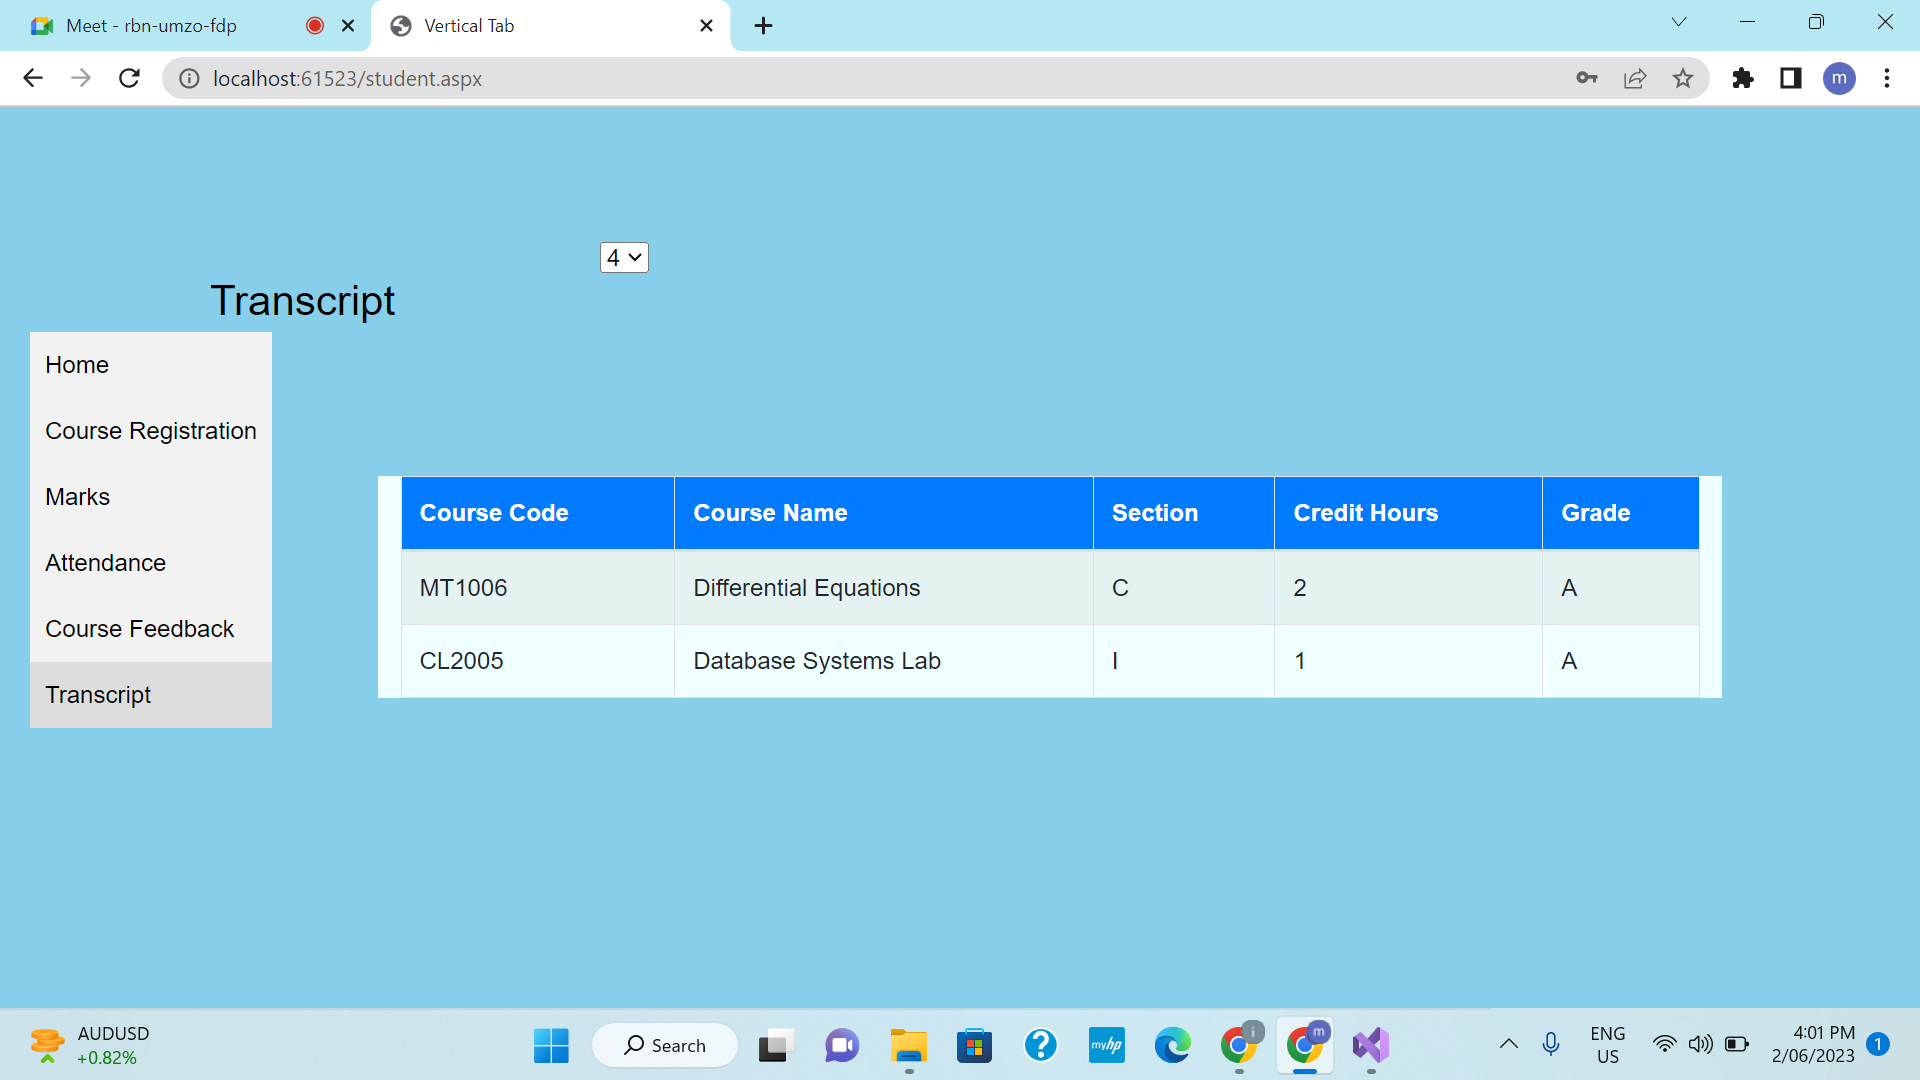 Meet - rbn-umzo-fdp
Vertical Tab
localhost:61523/student.aspx
m
4
Transcript
Home
Course Registration
Marks
Attendance
Course Feedback
Transcript
Course Code Course Name Section Credit Hours Grade
MT1006 Differential Equations C 2 A
CL2005 Database Systems Lab I 1 A
AUDUSD
+0.82%
Search
myhp
i
m
ENG
US
4:01 PM
2/06/2023
1